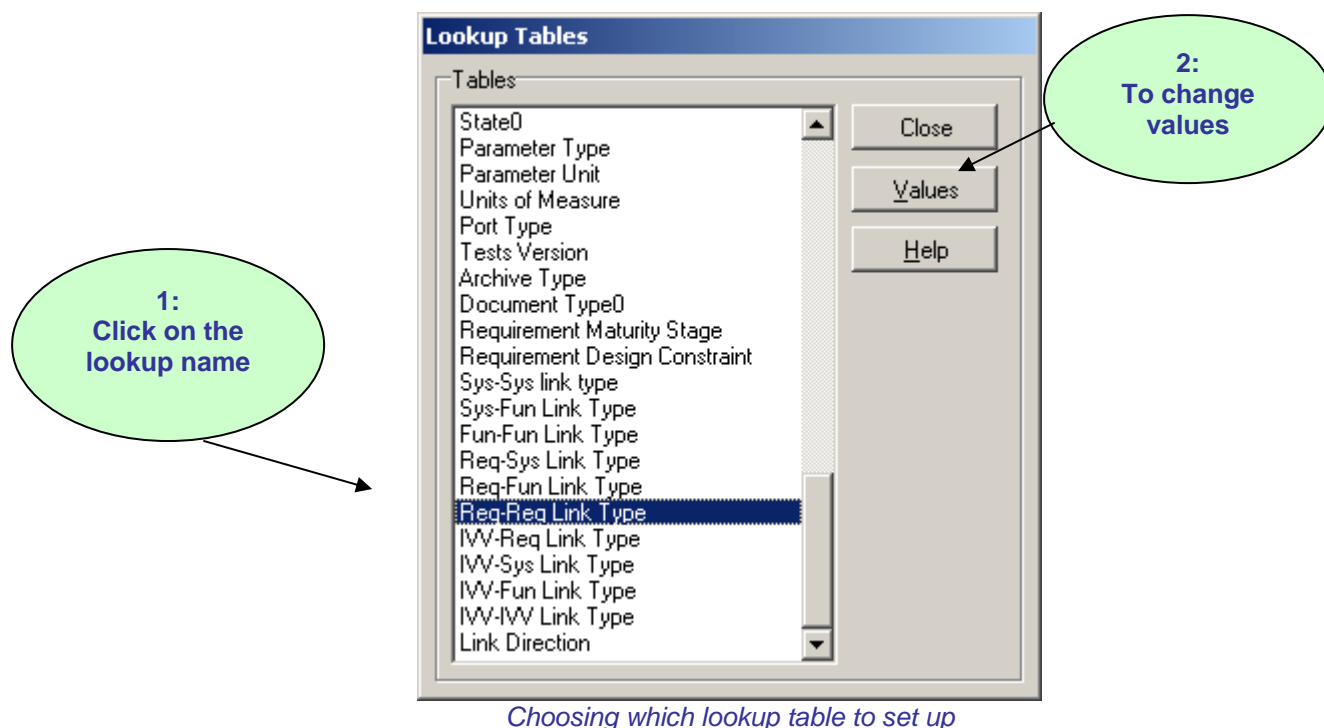 Lookup Tables
Tables
State0
Parameter Type
Parameter Unit
Units of Measure
Port Type
Tests Version
Archive Type
Document Type0
Requirement Maturity Stage
Requirement Design Constraint
Sys-Sys link type
Sys-Fun Link Type
Fun-Fun Link Type
Req-Sys Link Type
Req-Fun Link Type
Req-Req Link Type
IVV-Req Link Type
IVV-Sys Link Type
IVV-Fun Link Type
IVV-IVV Link Type
Link Direction
Close
Values
Help
1:
Click on the
lookup name
2:
To change
values
Choosing which lookup table to set up